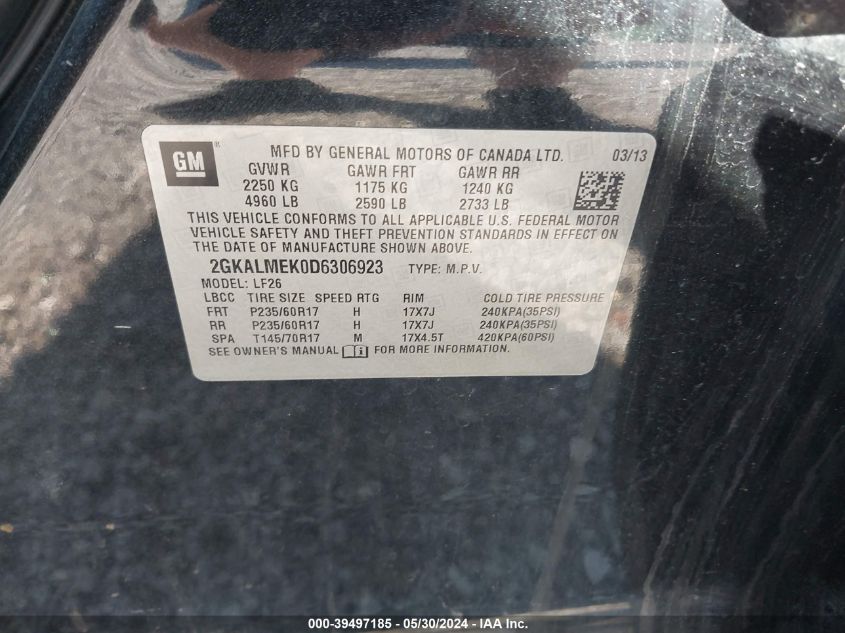 GM ® MFD BY GENERAL MOTORS OF CANADA LTD. 03/13
GVWR GAWR FRT GAWR RR
2250 KG 1175 KG 1240 KG
4960 LB 2590 LB 2733 LB
THIS VEHICLE CONFORMS TO ALL APPLICABLE U.S. FEDERAL MOTOR
VEHICLE SAFETY AND THEFT PREVENTION STANDARDS IN EFFECT ON
THE DATE OF MANUFACTURE SHOWN ABOVE.
2GKALMEK0D6306923 TYPE: M.P.V.
MODEL: LF26
LBCC TIRE SIZE SPEED RTG RIM COLD TIRE PRESSURE
FRT P235/60R17 H 17X7J 240KPA(35PSI)
RR P235/60R17 H 17X7J 240KPA(35PSI)
SPA T145/70R17 M 17X4.5T 420KPA(60PSI)
SEE OWNER'S MANUAL FOR MORE INFORMATION.
000-39497185 - 05/30/2024 - IAA Inc.